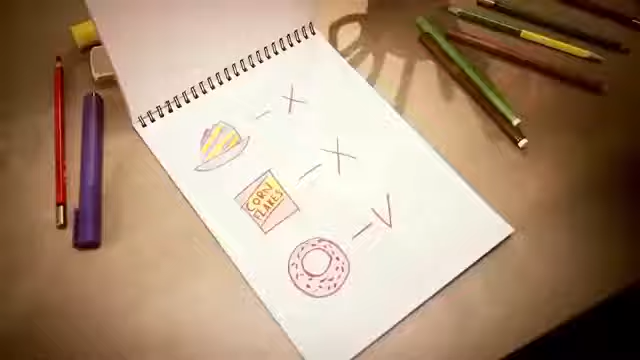 - X
CORN
FLAKES
- X
- V